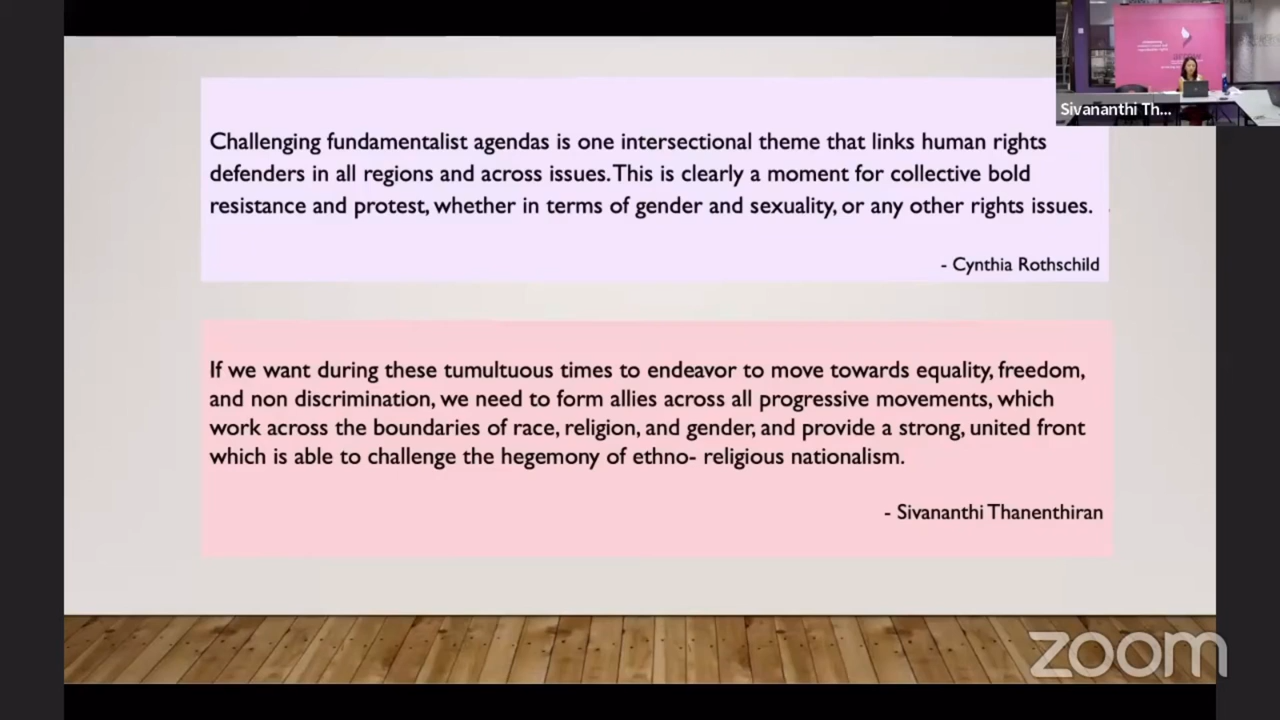 Sivananthi Th...
Challenging fundamentalist agendas is one intersectional theme that links human rights
defenders in all regions and across issues. This is clearly a moment for collective bold
resistance and protest, whether in terms of gender and sexuality, or any other rights issues.
- Cynthia Rothschild
If we want during these tumultuous times to endeavor to move towards equality, freedom,
and non discrimination, we need to form allies across all progressive movements, which
work across the boundaries of race, religion, and gender, and provide a strong, united front
which is able to challenge the hegemony of ethno- religious nationalism.
- Sivananthi Thanenthiran
zoom